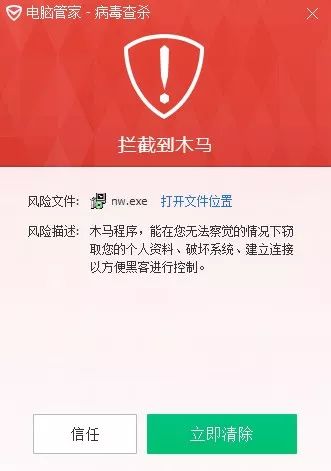 电脑管家 - 病毒查杀
拦截到木马
风险文件: nw.exe 打开文件位置
风险描述: 木马程序，能在您无法察觉的情况下窃
取您的个人资料、破坏系统、建立连接
以方便黑客进行控制。
信任 立即清除